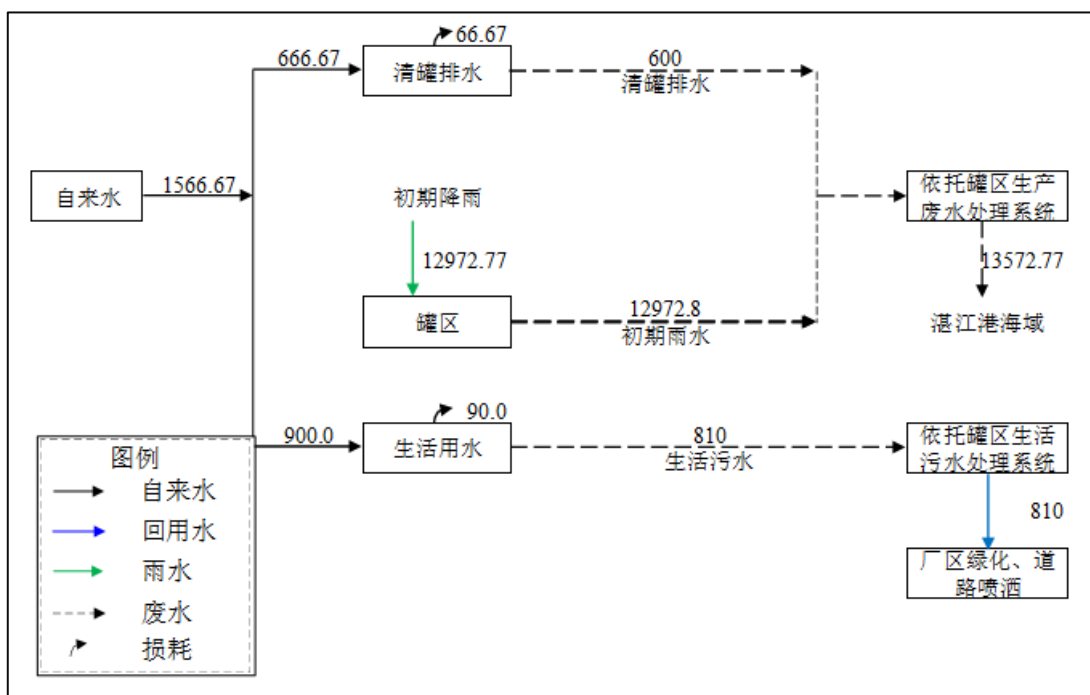 66.67
666.67
清罐排水
600
清罐排水
自来水
1566.67
初期降雨
依托罐区生产
废水处理系统
12972.77
13572.77
罐区
12972.8
初期雨水
湛江港海域
90.0
900.0
生活用水
810
生活污水
依托罐区生活
污水处理系统
810
厂区绿化、道
路喷洒
图例
自来水
回用水
雨水
废水
损耗